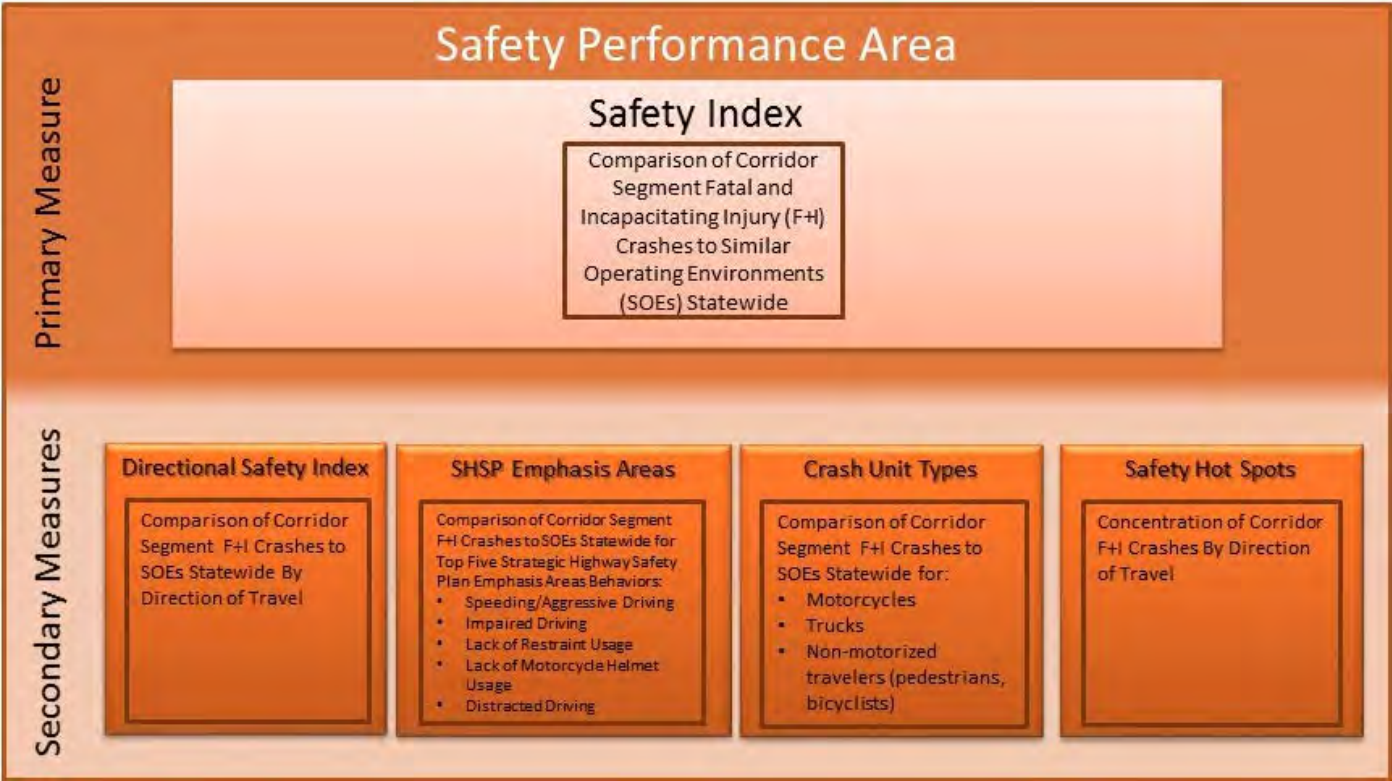 Safety Performance Area
Primary Measure
Safety Index
Comparison of Corridor
Segment Fatal and
Incapacitating Injury (F+I)
Crashes to Similar
Operating Environments
(SOEs) Statewide
Secondary Measures
Directional Safety Index
Comparison of Corridor
Segment F+I Crashes to
SOEs Statewide By
Direction of Travel
SHSP Emphasis Areas
Comparison of Corridor Segment
F+I Crashes to SOEs Statewide for
Top Five Strategic Highway Safety
Plan Emphasis Areas Behaviors:
• Speeding/Aggressive Driving
• Impaired Driving
• Lack of Restraint Usage
• Lack of Motorcycle Helmet
Usage
• Distracted Driving
Crash Unit Types
Comparison of Corridor
Segment F+I Crashes to
SOEs Statewide for:
• Motorcycles
• Trucks
• Non-motorized
travelers (pedestrians,
bicyclists)
Safety Hot Spots
Concentration of Corridor
F+I Crashes By Direction
of Travel